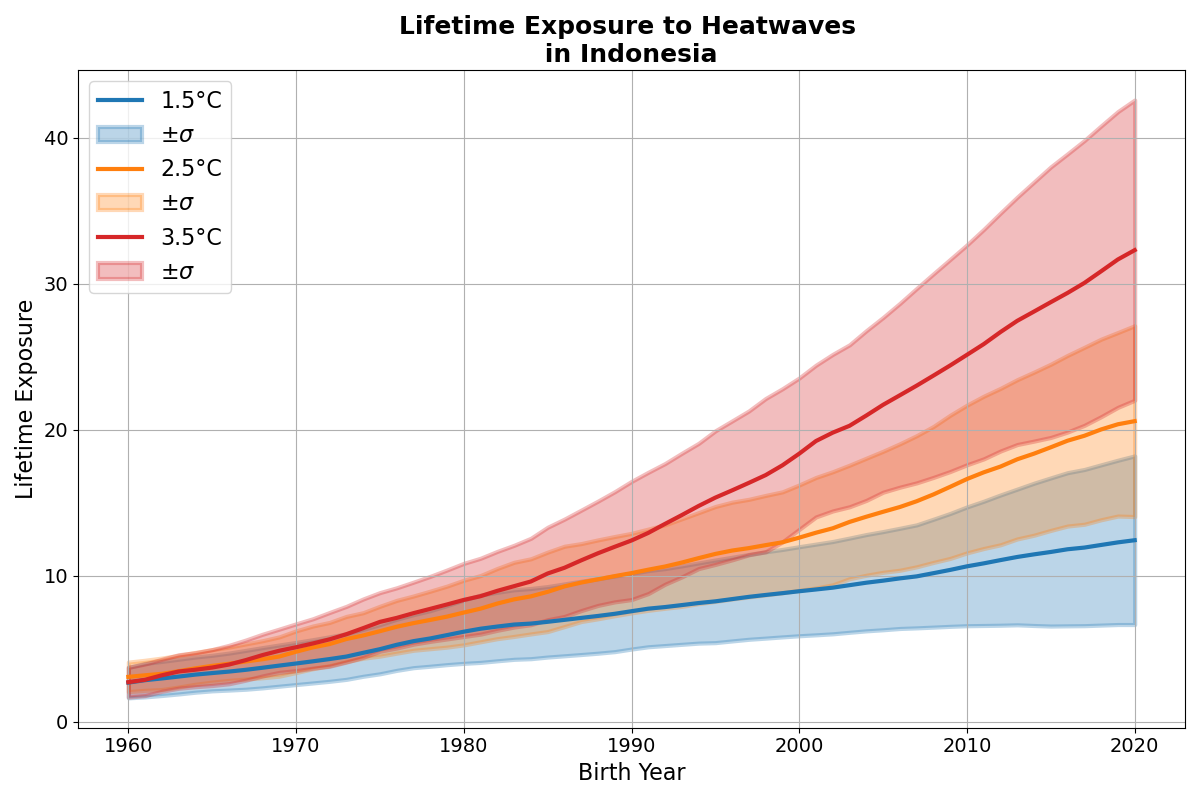 Lifetime Exposure to Heatwaves
in Indonesia
1.5°C
±σ
2.5°C
±σ
3.5°C
±σ
Lifetime Exposure
40
30
20
10
0
1960
1970
1980
1990
2000
2010
2020
Birth Year